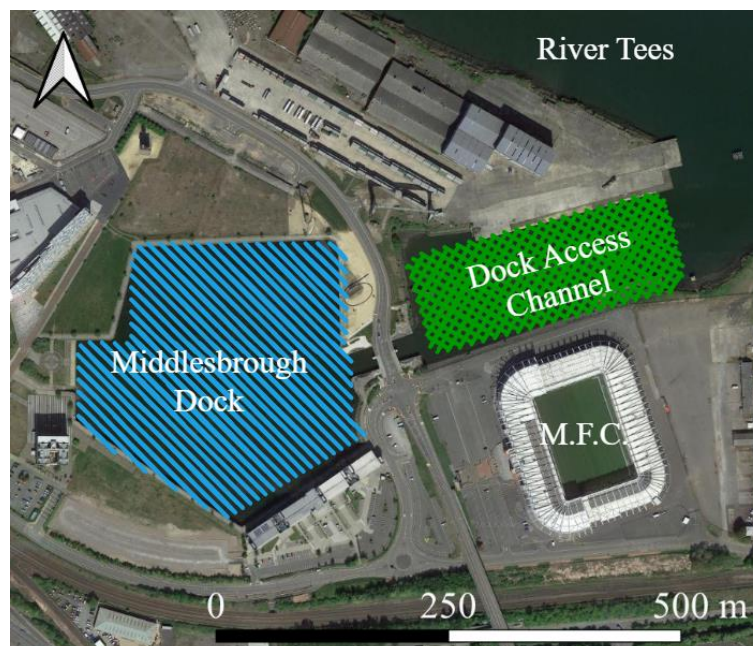 River Tees
Dock Access
Channel
Middlesbrough
Dock
M.F.C.
0 250 500 m